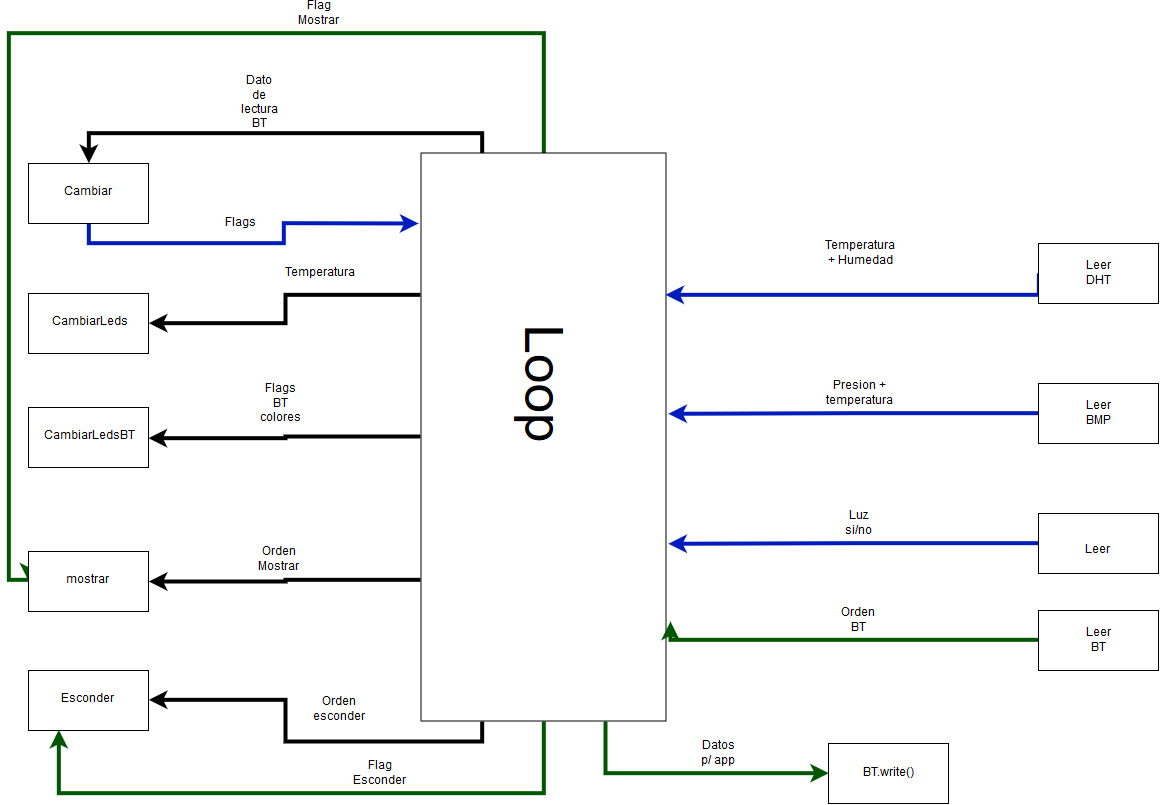 Flag
Mostrar
Dato
de
lectura
BT
Cambiar
Flags
Temperatura
CambiarLeds
Flags
BT
colores
CambiarLedsBT
Orden
Mostrar
mostrar
Esconder
Orden
esconder
Flag
Esconder
Loop
Temperatura
+ Humedad
Leer
DHT
Presion +
temperatura
Leer
BMP
Luz
si/no
Leer
Orden
BT
Leer
BT
Datos
p/ app
BT.write()